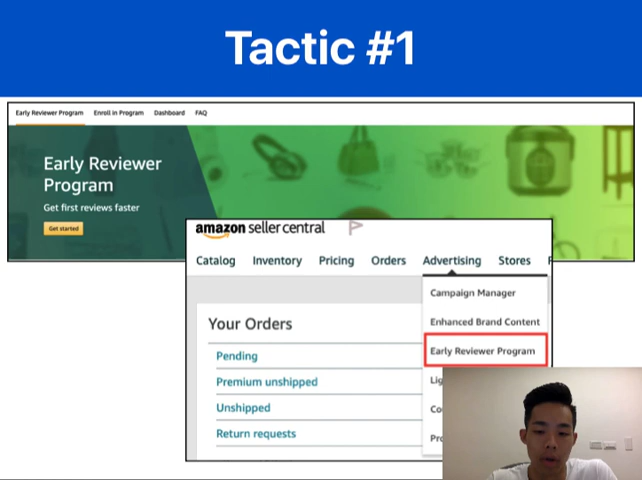 Tactic #1
Early Reviewer Program Enroll in Program Dashboard FAQ
Early Reviewer
Program
Get first reviews faster
Get started
amazon seller central
Catalog Inventory Pricing Orders Advertising Stores
Campaign Manager
Enhanced Brand Content
Your Orders
Early Reviewer Program
Pending
Premium unshipped
Unshipped
Return requests